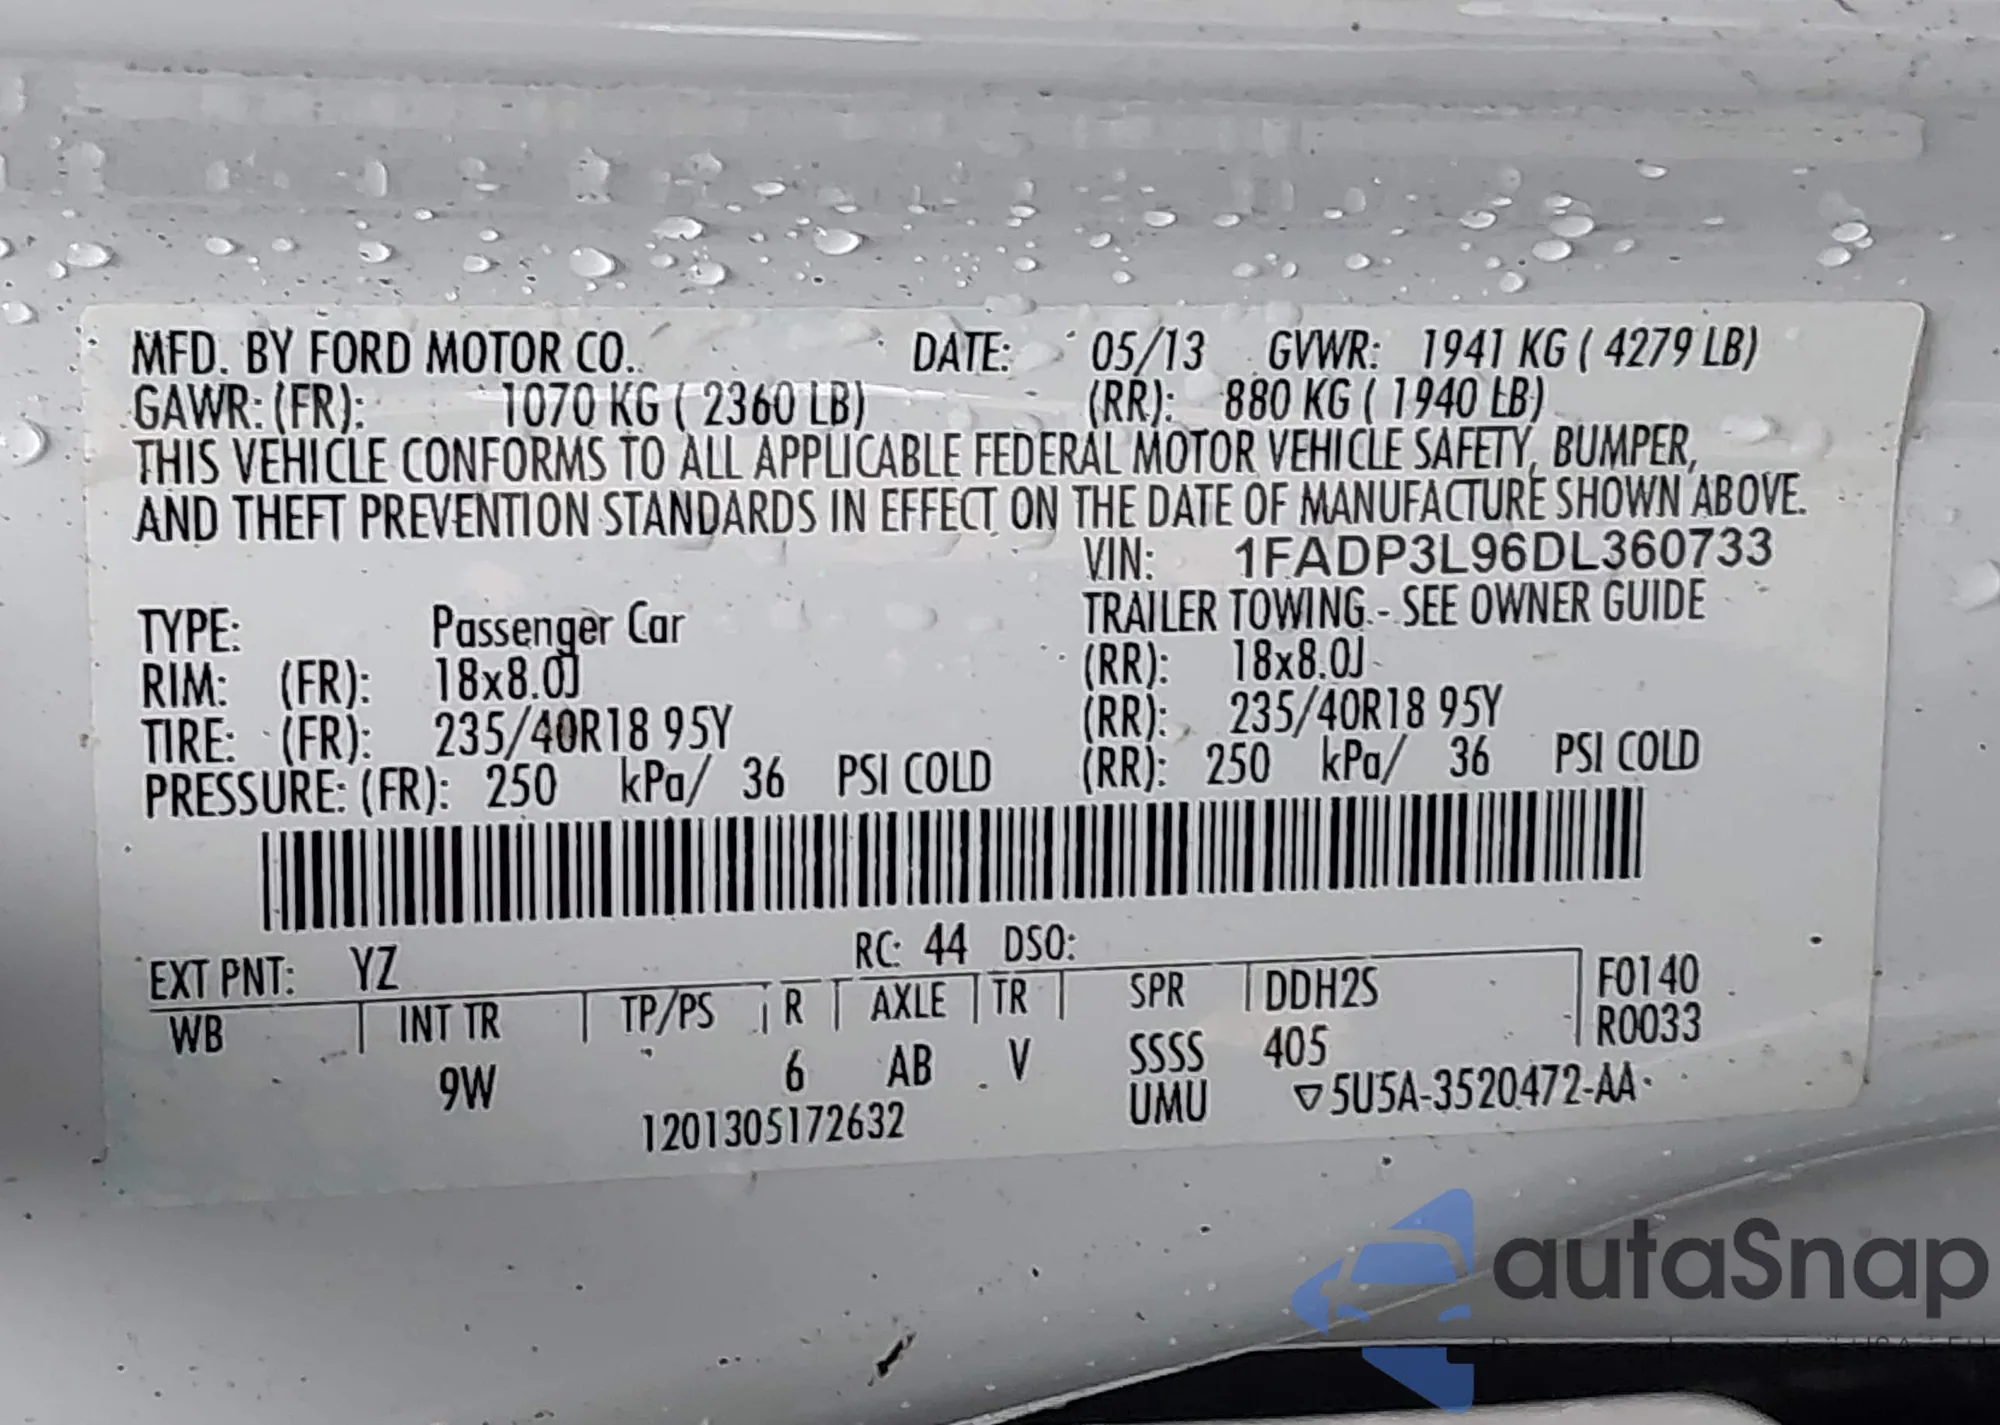 MFD. BY FORD MOTOR CO. DATE: 05/13 GVWR: 1941 KG ( 4279 LB)
GAWR: (FR): 1070 KG ( 2360 LB) (RR): 880 KG ( 1940 LB)
THIS VEHICLE CONFORMS TO ALL APPLICABLE FEDERAL MOTOR VEHICLE SAFETY, BUMPER,
AND THEFT PREVENTION STANDARDS IN EFFECT ON THE DATE OF MANUFACTURE SHOWN ABOVE.
VIN: 1FADP3L96DL360733
TYPE: Passenger Car TRAILER TOWING - SEE OWNER GUIDE
RIM: (FR): 18x8.0J (RR): 18x8.0J
TIRE: (FR): 235/40R18 95Y (RR): 235/40R18 95Y
PRESSURE: (FR): 250 kPa/ 36 PSI COLD (RR): 250 kPa/ 36 PSI COLD
EXT PNT: YZ RC: 44 DSO:
WB INT TR TP/PS R AXLE TR SPR DDH2S F0140
9W 6 AB V SSSS 405 R0033
1201305172632 UMU ▽5U5A-3520472-AA
autaSnap